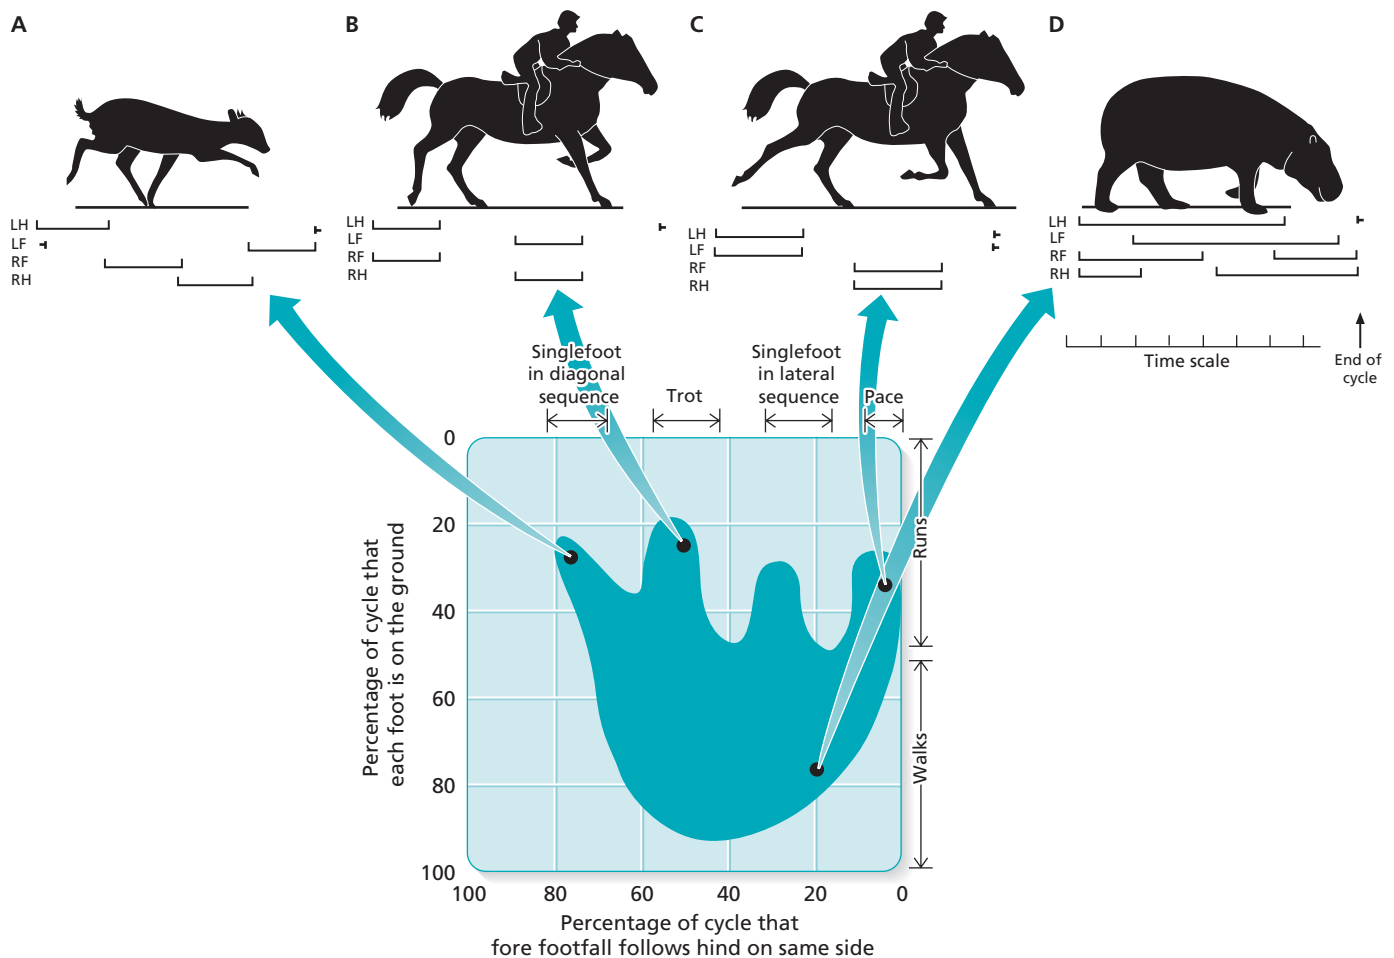 A
B
C
D
LH
LF
RF
RH
LH
LF
RF
RH
LH
LF
RF
RH
LH
LF
RF
RH
Time scale
End of
cycle
Singlefoot
in diagonal
sequence
Trot
Singlefoot
in lateral
sequence
Pace
0
20
40
60
80
100
Percentage of cycle that
each foot is on the ground
Runs
Walks
100
80
60
40
20
0
Percentage of cycle that
fore footfall follows hind on same side